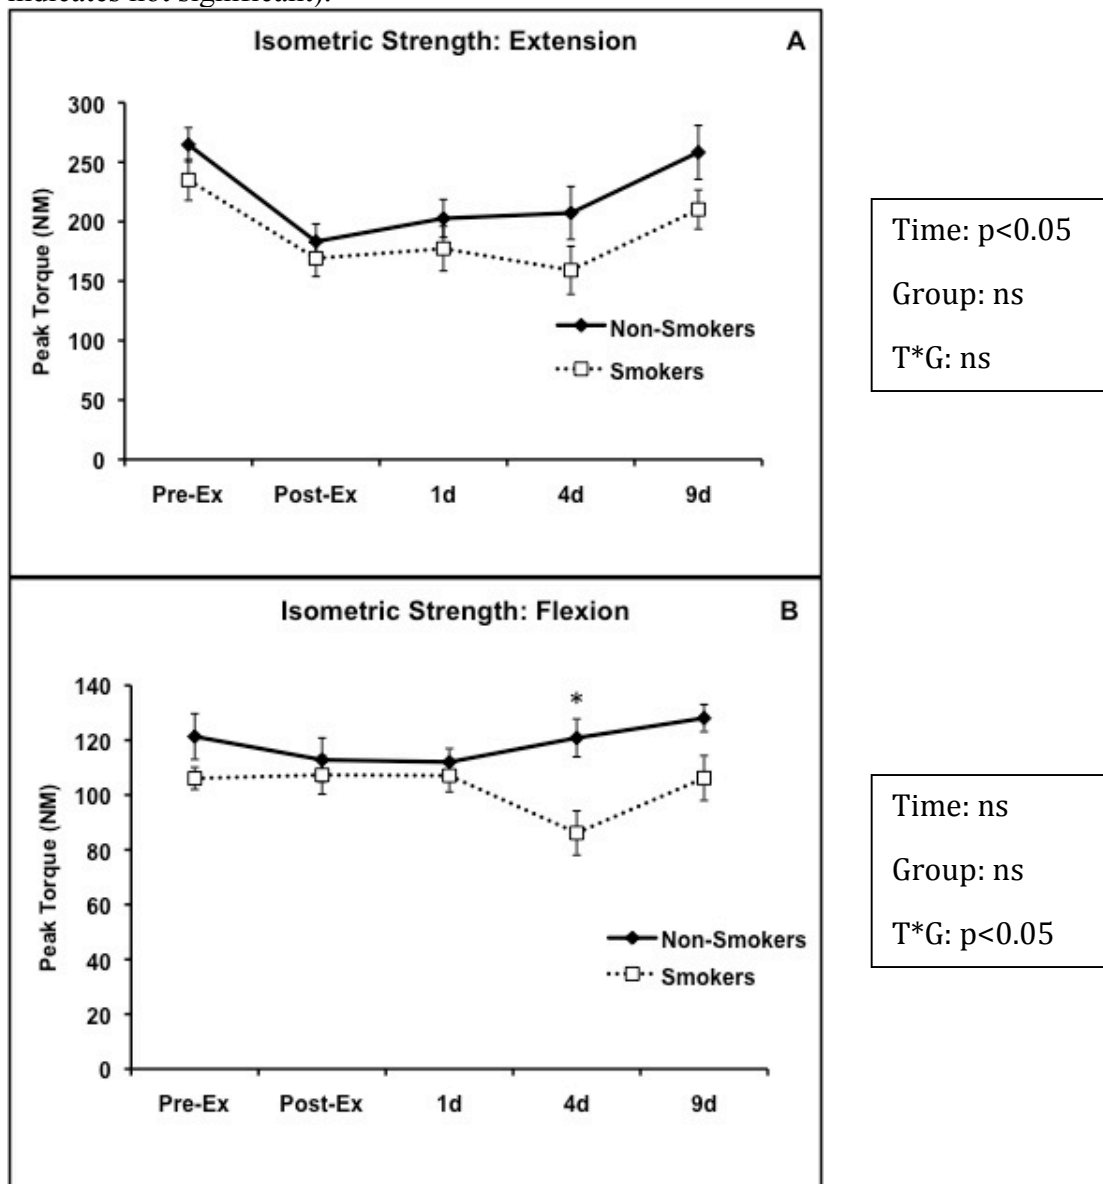 indicates not significant).
Isometric Strength: Extension
A
300
250
200
150
100
50
0
Peak Torque (NM)
Non-Smokers
Smokers
Pre-Ex Post-Ex 1d 4d 9d
Time: p<0.05
Group: ns
T*G: ns
Isometric Strength: Flexion
B
140
120
100
80
60
40
20
0
Peak Torque (NM)
*
Non-Smokers
Smokers
Pre-Ex Post-Ex 1d 4d 9d
Time: ns
Group: ns
T*G: p<0.05